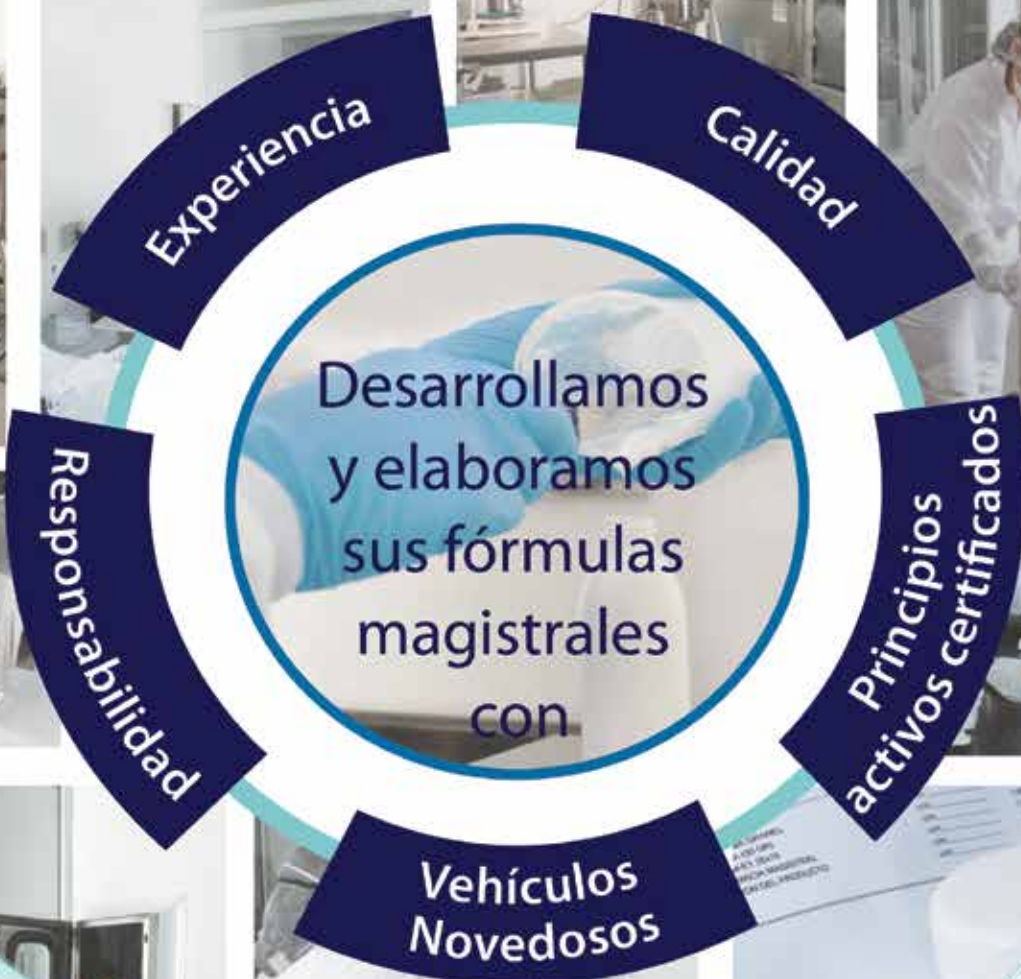 Experiencia
Calidad
Desarrollamos
y elaboramos
sus fórmulas
magistrales
con
Responsabilidad
Principios
activos certificados
Vehículos
Novedosos